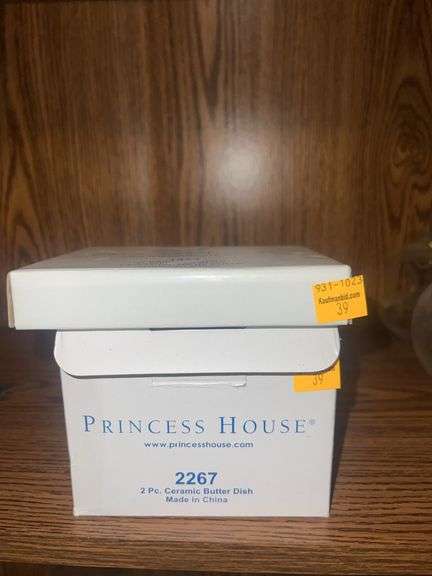 931-1023
Kaufmanbid.com
39
39
PRINCESS HOUSE®
www.princesshouse.com
2267
2 Pc. Ceramic Butter Dish
Made in China